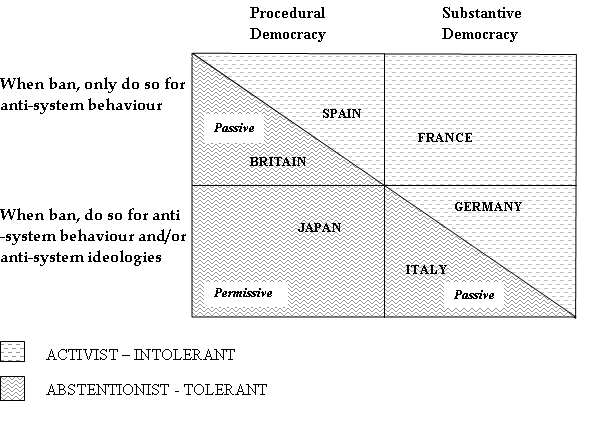 Procedural
Democracy
Substantive
Democracy
When ban, only do so for
anti-system behaviour
SPAIN
Passive
FRANCE
BRITAIN
When ban, do so for anti
-system behaviour and/or
anti-system ideologies
GERMANY
JAPAN
ITALY
Permissive
Passive
ACTIVIST – INTOLERANT
ABSTENTIONIST - TOLERANT